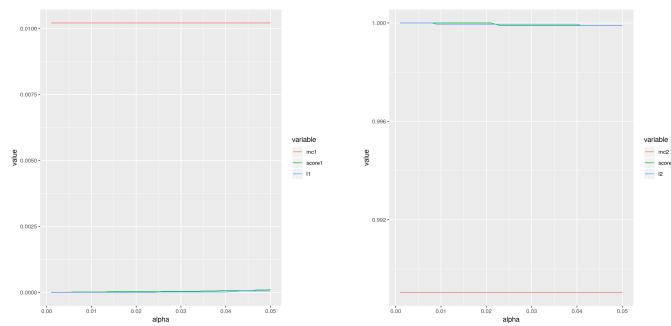 0.0100
0.0075
0.0050
0.0025
0.0000
value
0.00
0.01
0.02
0.03
0.04
0.05
alpha
variable
mc1
score1
l1
1.000
0.996
0.992
value
0.00
0.01
0.02
0.03
0.04
0.05
alpha
variable
mc2
score
l2